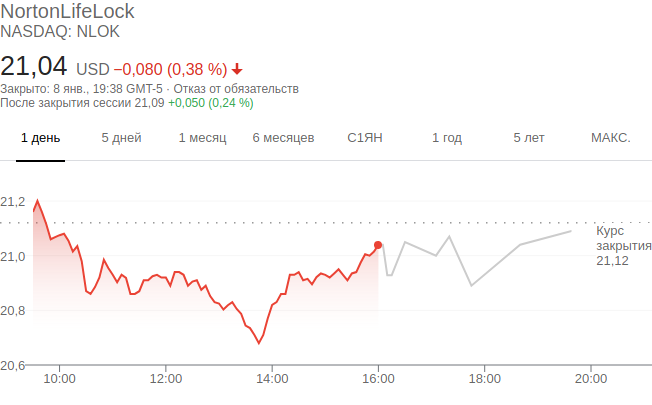 NortonLifeLock
NASDAQ: NLOK
21,04 USD −0,080 (0,38 %)
Закрыто: 8 янв., 19:38 GMT-5 · Отказ от обязательств
После закрытия сессии 21,09 +0,050 (0,24 %)
1 день 5 дней 1 месяц 6 месяцев С1ЯН 1 год 5 лет МАКС.
21,2
Курс
закрытия
21,12
21,0
20,8
20,6
10:00 12:00 14:00 16:00 18:00 20:00